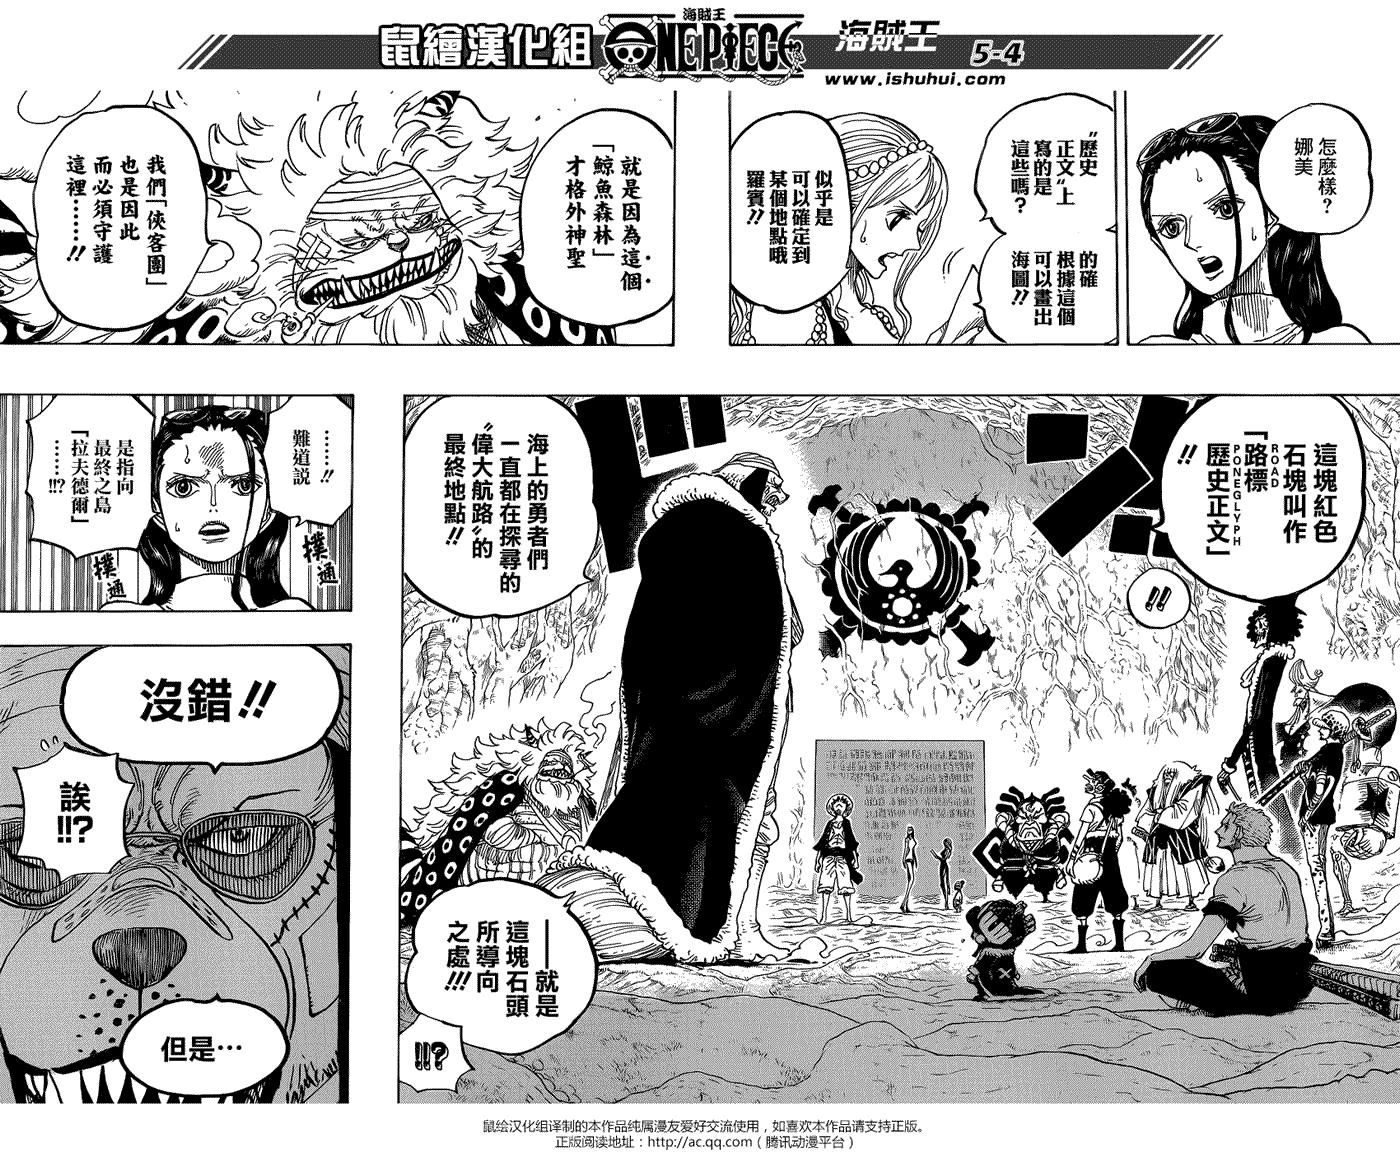 鼠繪漢化組
海賊王
ONE PIECE
海賊王
5-4
www.ishuhui.com
怎麼樣?
娜美
〝歷史
正文〞上
寫的是
這些嗎?
的確
根據這個
可以畫出
海圖!!
似乎是
可以確定到
某個地點哦
羅賓!!
就是因為這個
「鯨魚森林」
才格外神聖
我們「俠客團」
也是因此
而必須守護
這裡……!!
這塊紅色
石塊叫作
「路標
ROAD
歷史正文」
PONEGLYPH
!!
!!
海上的勇者們
一直都在探尋的
〝偉大航路〞的
最終地點!!
——就是
這塊石頭
所導向
之處!!!
!!?
……!!
難道説
是指向
最終之島
「拉夫德爾」
……!!?
撲通
撲通
沒錯!!
誒
!!?
但是…
鼠绘汉化组译制的本作品纯属漫友爱好交流使用，如喜欢本作品请支持正版。
正版阅读地址：http://ac.qq.com（腾讯动漫平台）